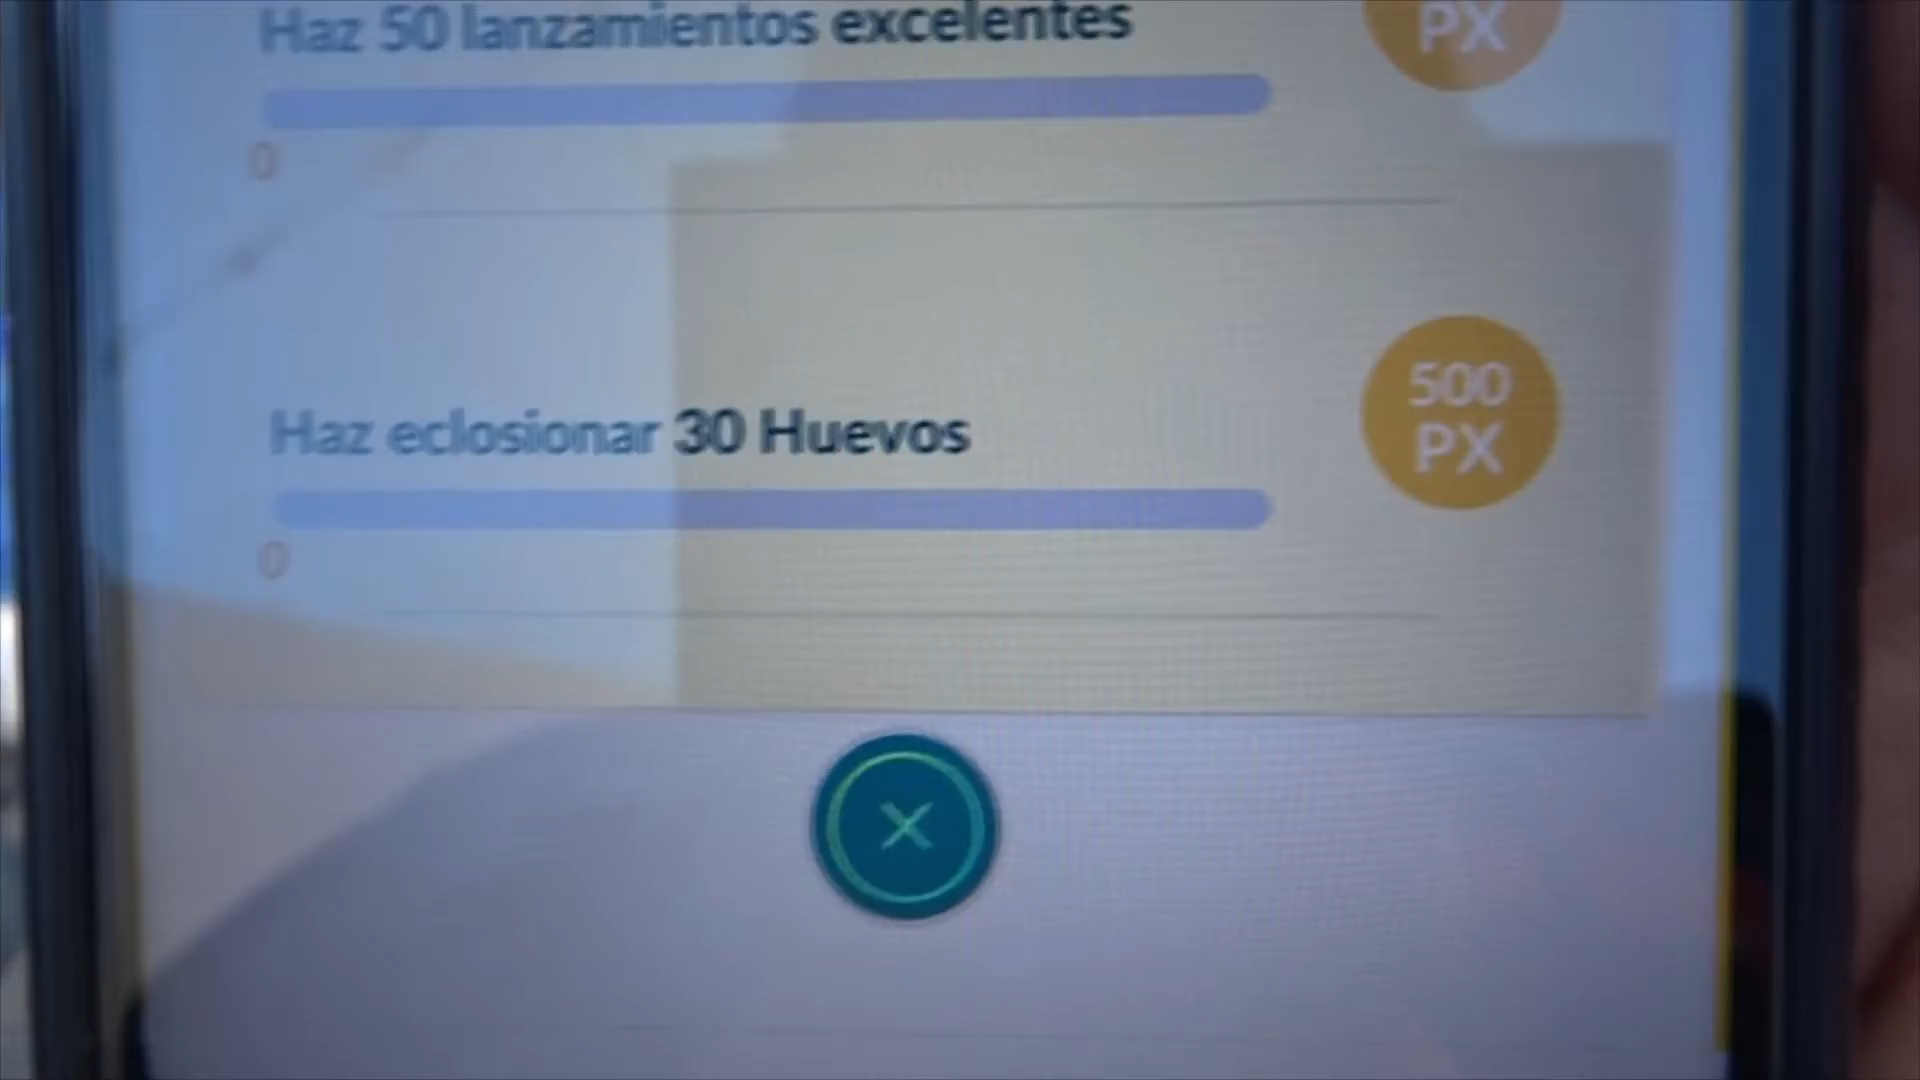 Haz 50 lanzamientos excelentes
PX
0
500
PX
Haz eclosionar 30 Huevos
0